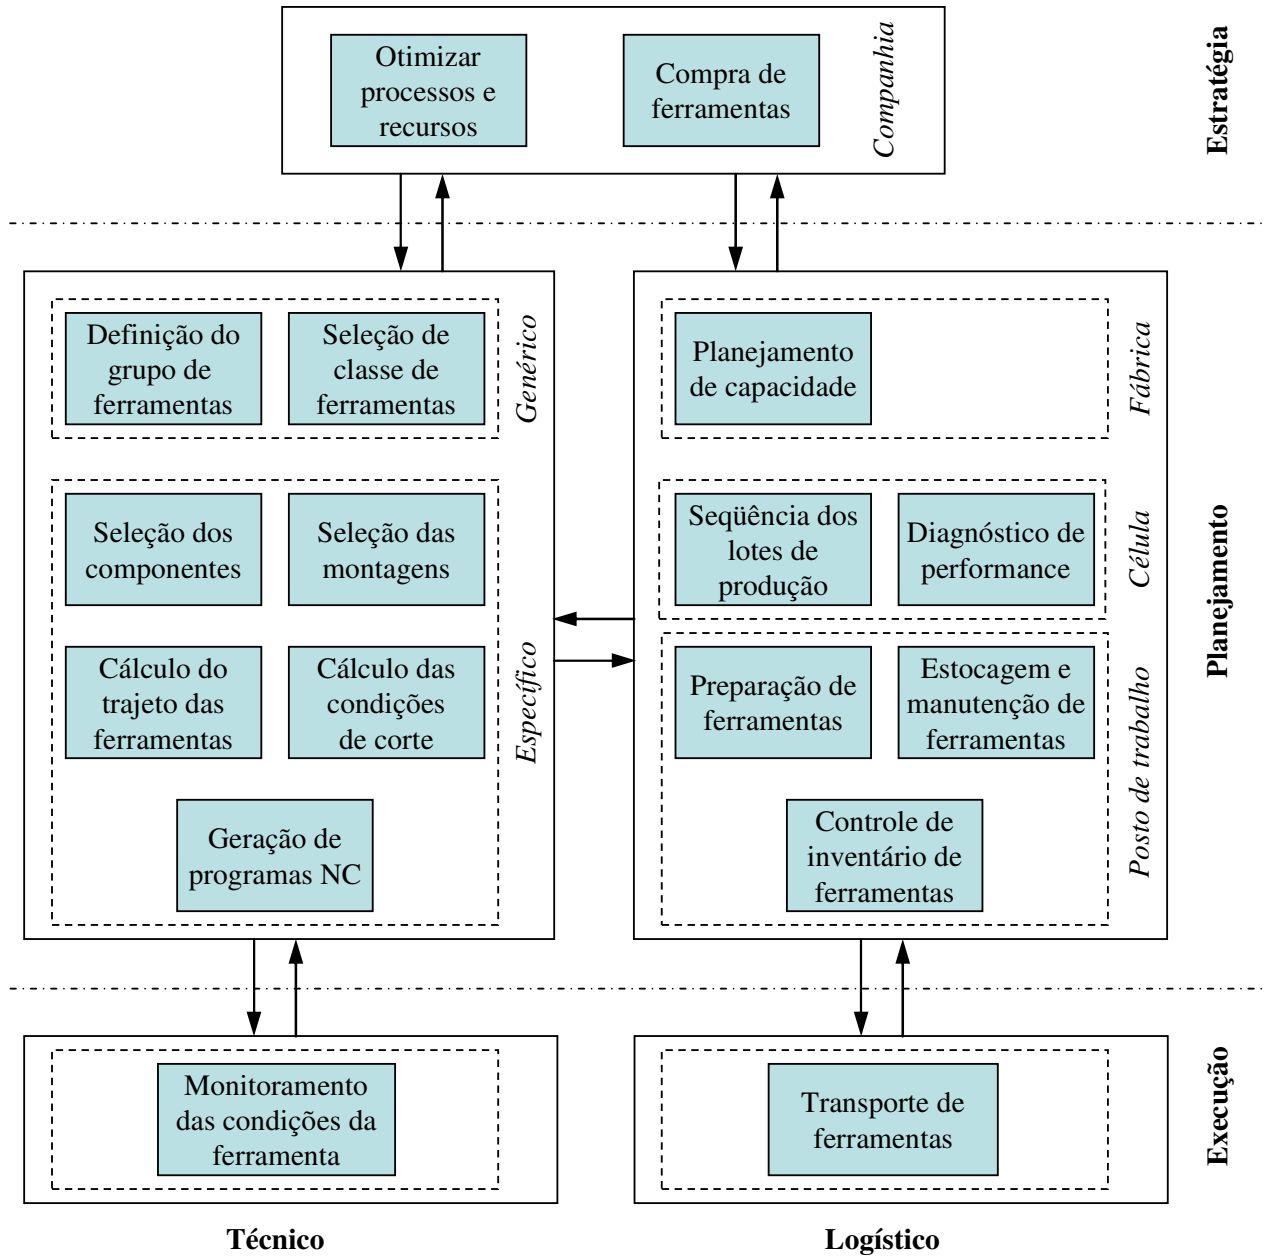 Otimizar
processos e
recursos
Compra de
ferramentas
Companhia
Estratégia
Definição do
grupo de
ferramentas
Seleção de
classe de
ferramentas
Genérico
Seleção dos
componentes
Seleção das
montagens
Cálculo do
trajeto das
ferramentas
Cálculo das
condições
de corte
Geração de
programas NC
Específico
Planejamento
de capacidade
Fábrica
Seqüência dos
lotes de
produção
Diagnóstico de
performance
Célula
Preparação de
ferramentas
Estocagem e
manutenção de
ferramentas
Controle de
inventário de
ferramentas
Posto de trabalho
Planejamento
Monitoramento
das condições da
ferramenta
Transporte de
ferramentas
Execução
Técnico
Logístico